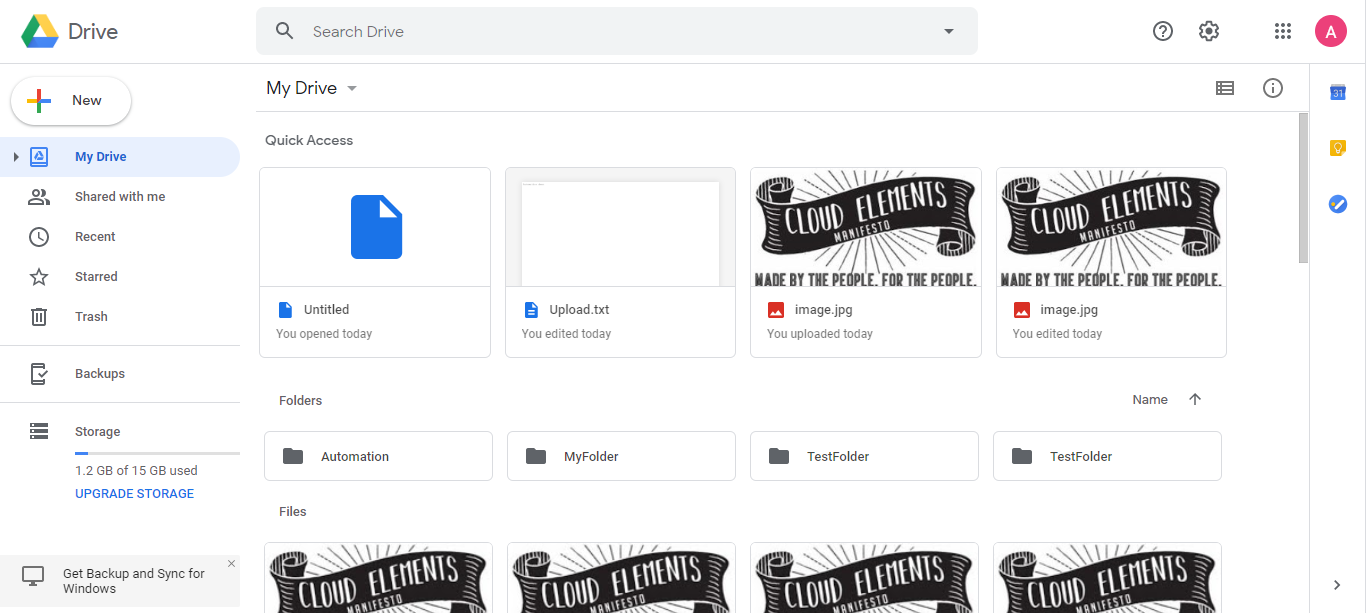 Drive
Search Drive
A
New
My Drive
Shared with me
Recent
Starred
Trash
Backups
Storage
1.2 GB of 15 GB used
UPGRADE STORAGE
Get Backup and Sync for
Windows
My Drive
31
Quick Access
CLOUD ELEMENTS
MANIFESTO
MADE BY THE PEOPLE. FOR THE PEOPLE.
CLOUD ELEMENTS
MANIFESTO
MADE BY THE PEOPLE. FOR THE PEOPLE.
Untitled
You opened today
Upload.txt
You edited today
image.jpg
You uploaded today
image.jpg
You edited today
Folders
Name
Automation
MyFolder
TestFolder
TestFolder
Files
CLOUD ELEMENTS
MANIFESTO
CLOUD ELEMENTS
MANIFESTO
CLOUD ELEMENTS
MANIFESTO
CLOUD ELEMENTS
MANIFESTO